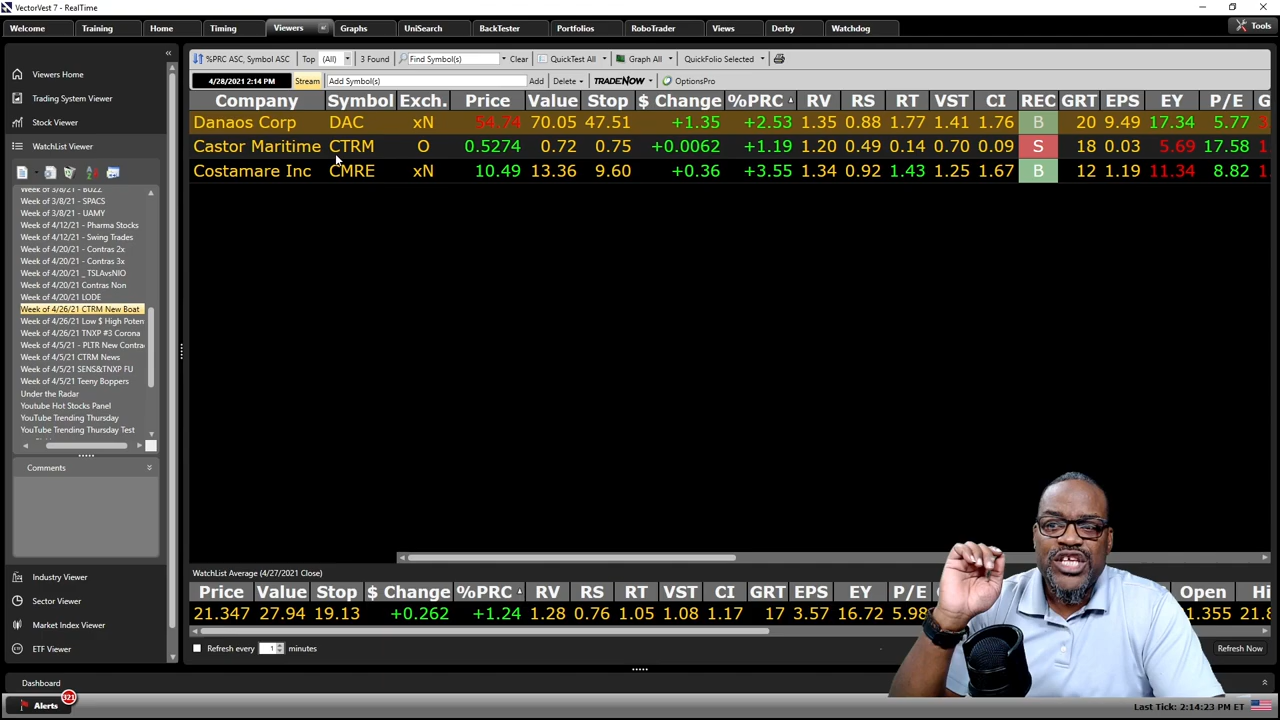 VectorVest 7 - RealTime
Welcome Training Home Timing Viewers Graphs UniSearch BackTester Portfolios RoboTrader Views Derby Watchdog Tools
%PRC ASC, Symbol ASC Top (All) 3 Found Find Symbol(s) Clear QuickTest All Graph All QuickFolio Selected
4/28/2021 2:14 PM Stream Add Symbol(s) Add Delete TRADENOW OptionsPro
Viewers Home
Trading System Viewer
Stock Viewer
WatchList Viewer
Week of 3/8/21 - BUZZ
Week of 3/8/21 - SPACS
Week of 3/8/21 - UAMY
Week of 4/12/21 - Pharma Stocks
Week of 4/12/21 - Swing Trades
Week of 4/20/21 - Contras 2x
Week of 4/20/21 - Contras 3x
Week of 4/20/21 _ TSLAvsNIO
Week of 4/20/21 Contras Non
Week of 4/20/21 LODE
Week of 4/26/21 CTRM New Boat
Week of 4/26/21 Low $ High Poten
Week of 4/26/21 TNXP #3 Corona
Week of 4/5/21 - PLTR New Contra
Week of 4/5/21 CTRM News
Week of 4/5/21 SENS&TNXP FU
Week of 4/5/21 Teeny Boppers
Under the Radar
Youtube Hot Stocks Panel
YouTube Trending Thursday
YouTube Trending Thursday Test
Comments
Industry Viewer
Sector Viewer
Market Index Viewer
ETF Viewer
Company Symbol Exch. Price Value Stop $ Change %PRC RV RS RT VST CI REC GRT EPS EY P/E G
Danaos Corp DAC xN 54.74 70.05 47.51 +1.35 +2.53 1.35 0.88 1.77 1.41 1.76 B 20 9.49 17.34 5.77 3
Castor Maritime CTRM O 0.5274 0.72 0.75 +0.0062 +1.19 1.20 0.49 0.14 0.70 0.09 S 18 0.03 5.69 17.58 1
Costamare Inc CMRE xN 10.49 13.36 9.60 +0.36 +3.55 1.34 0.92 1.43 1.25 1.67 B 12 1.19 11.34 8.82 1
WatchList Average (4/27/2021 Close)
Price Value Stop $ Change %PRC RV RS RT VST CI GRT EPS EY P/E Open Hi
21.347 27.94 19.13 +0.262 +1.24 1.28 0.76 1.05 1.08 1.17 17 3.57 16.72 5.98 1.355 21.8
Refresh every 1 minutes Refresh Now
Dashboard
Alerts 321 Last Tick: 2:14:23 PM ET